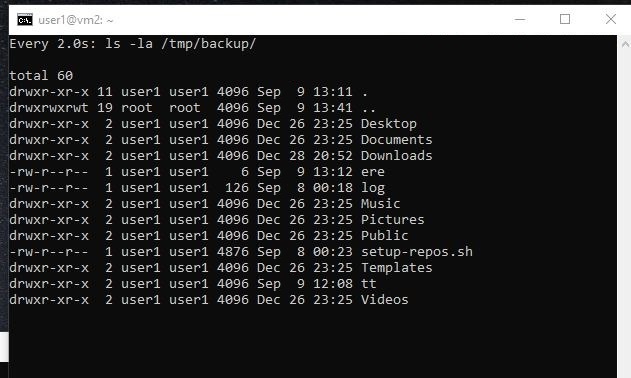 user1@vm2: ~
Every 2.0s: ls -la /tmp/backup/
total 60
drwxr-xr-x 11 user1 user1 4096 Sep  9 13:11 .
drwxrwxrwt 19 root  root  4096 Sep  9 13:41 ..
drwxr-xr-x  2 user1 user1 4096 Dec 26 23:25 Desktop
drwxr-xr-x  2 user1 user1 4096 Dec 26 23:25 Documents
drwxr-xr-x  2 user1 user1 4096 Dec 28 20:52 Downloads
-rw-r--r--  1 user1 user1    6 Sep  9 13:12 ere
-rw-r--r--  1 user1 user1  126 Sep  8 00:18 log
drwxr-xr-x  2 user1 user1 4096 Dec 26 23:25 Music
drwxr-xr-x  2 user1 user1 4096 Dec 26 23:25 Pictures
drwxr-xr-x  2 user1 user1 4096 Dec 26 23:25 Public
-rw-r--r--  1 user1 user1 4876 Sep  8 00:23 setup-repos.sh
drwxr-xr-x  2 user1 user1 4096 Dec 26 23:25 Templates
drwxr-xr-x  2 user1 user1 4096 Sep  9 12:08 tt
drwxr-xr-x  2 user1 user1 4096 Dec 26 23:25 Videos